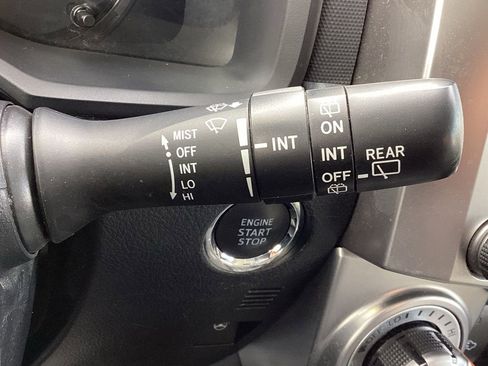 MIST
OFF
INT
LO
HI
INT
ON
INT
OFF
REAR
ENGINE
START
STOP